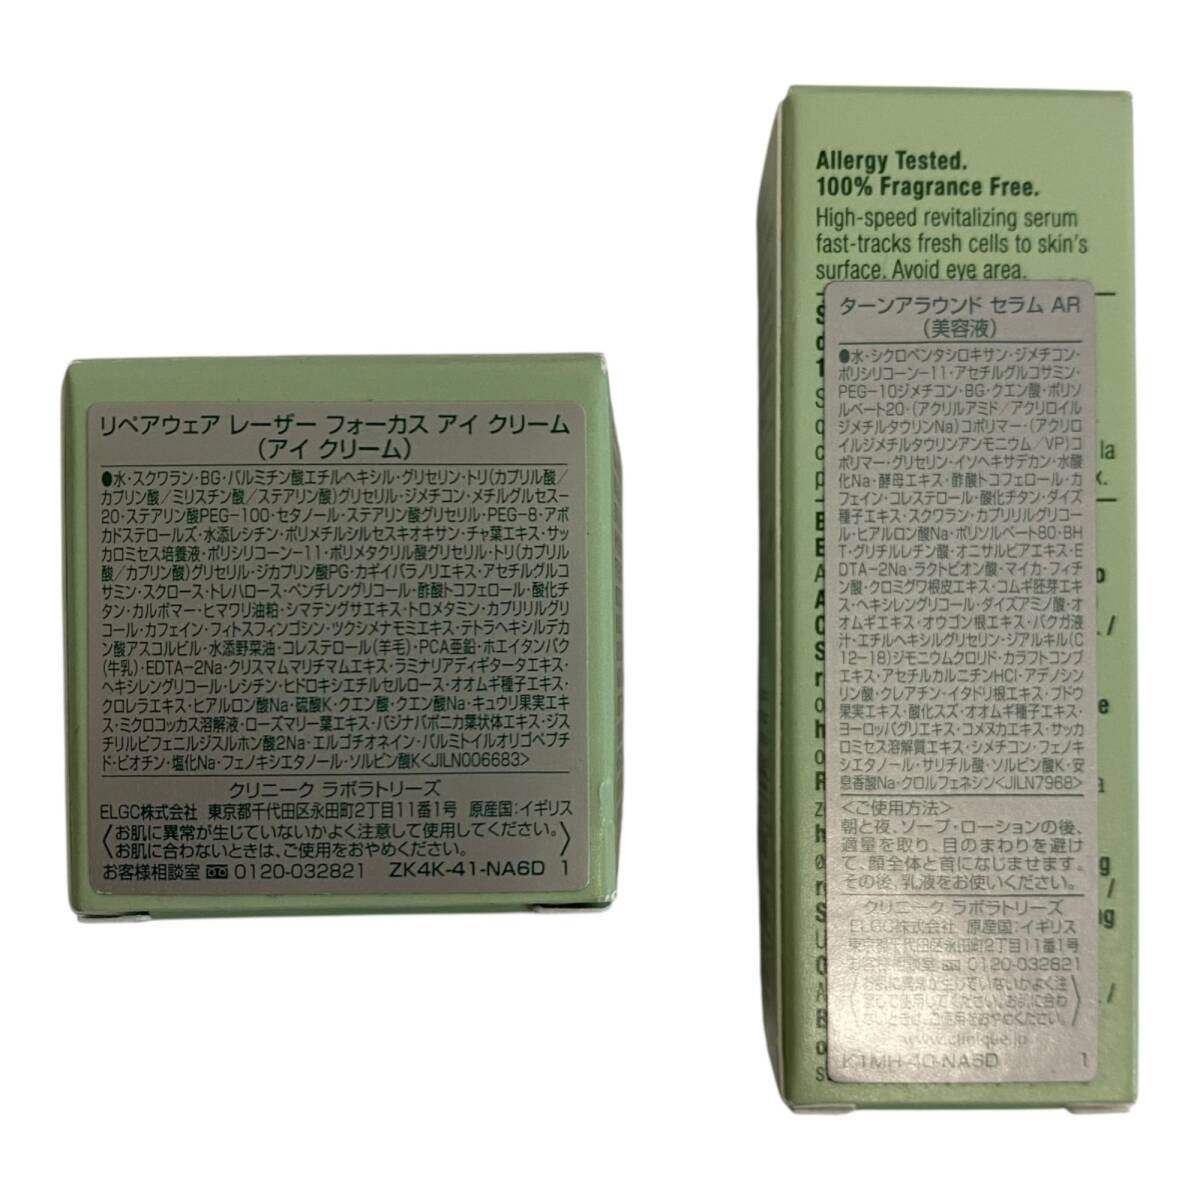 リペアウェア レーザー フォーカス アイ クリーム
(アイ クリーム)
●水・スクワラン・BG・パルミチン酸エチルヘキシル・グリセリン・トリ(カプリル酸/
カプリン酸/ミリスチン酸/ステアリン酸)グリセリル・ジメチコン・メチルグルセス-
20・ステアリン酸PEG-100・セタノール・ステアリン酸グリセリル・PEG-8・アボ
カドステロールズ・水添レシチン・ポリメチルシルセスキオキサン・チャ葉エキス・サッ
カロミセス培養液・ポリシリコーン-11・ポリメタクリル酸グリセリル・トリ(カプリル
酸/カプリン酸)グリセリル・ジカプリン酸PG・カギイバラノリエキス・アセチルグルコ
サミン・スクロース・トレハロース・ペンチレングリコール・酢酸トコフェロール・酸化チ
タン・カルボマー・ヒマワリ油粕・シマテングサエキス・トロメタミン・カプリリルグリ
コール・カフェイン・フィトスフィンゴシン・ツクシメナモミエキス・テトラヘキシルデカ
ン酸アスコルビル・水添野菜油・コレステロール(羊毛)・PCA亜鉛・ホエイタンパク
(牛乳)・EDTA-2Na・クリスマムマリチマムエキス・ラミナリアディギタータエキス・
ヘキシレングリコール・レシチン・ヒドロキシエチルセルロース・オオムギ種子エキス・
クロレラエキス・ヒアルロン酸Na・硫酸K・クエン酸・クエン酸Na・キュウリ果実エキ
ス・ミクロコッカス溶解液・ローズマリー葉エキス・パジナパボニカ葉状体エキス・ジス
チリルビフェニルジスルホン酸2Na・エルゴチオネイン・パルミトイルオリゴペプチ
ド・ビオチン・塩化Na・フェノキシエタノール・ソルビン酸K<JILN006683>
クリニーク ラボラトリーズ
ELGC株式会社 東京都千代田区永田町2丁目11番1号 原産国:イギリス
〈お肌に異常が生じていないかよく注意して使用してください。
お肌に合わないときは、ご使用をおやめください。〉
お客様相談室 0120-032821 ZK4K-41-NA6D 1
Allergy Tested.
100% Fragrance Free.
High-speed revitalizing serum
fast-tracks fresh cells to skin's
surface. Avoid eye area.
ターンアラウンド セラム AR
(美容液)
●水・シクロペンタシロキサン・ジメチコン・
ポリシリコーン-11・アセチルグルコサミン・
PEG-10ジメチコン・BG・クエン酸・ポリソ
ルベート20・(アクリルアミド/アクリロイル
ジメチルタウリンNa)コポリマー・(アクリロ
イルジメチルタウリンアンモニウム/VP)コ
ポリマー・グリセリン・イソヘキサデカン・水酸
化Na・酵母エキス・酢酸トコフェロール・カ
フェイン・コレステロール・酸化チタン・ダイズ
種子エキス・スクワラン・カプリリルグリコー
ル・ヒアルロン酸Na・ポリソルベート80・BH
T・グリチルレチン酸・オニサルビアエキス・E
DTA-2Na・ラクトビオン酸・マイカ・フィチ
ン酸・クロミグワ根皮エキス・コムギ胚芽エキ
ス・ヘキシレングリコール・ダイズアミノ酸・オ
オムギエキス・オウゴン根エキス・バクガ液
汁・エチルヘキシルグリセリン・ジアルキル(C
12-18)ジモニウムクロリド・カラフトコンブ
エキス・アセチルカルニチンHCl・アデノシン
リン酸・クレアチン・イタドリ根エキス・ブドウ
果実エキス・酸化スズ・オオムギ種子エキス・
ヨーロッパグリエキス・コメヌカエキス・サッカ
ロミセス溶解質エキス・シメチコン・フェノキ
シエタノール・サリチル酸・ソルビン酸K・安
息香酸Na・クロルフェネシン<JILN7968>
<ご使用方法>
朝と夜、ソープ・ローションの後、
適量を取り、目のまわりを避け
て、顔全体と首になじませます。
その後、乳液をお使いください。
クリニーク ラボラトリーズ
ELGC株式会社 原産国:イギリス
東京都千代田区永田町2丁目11番1号
お客様相談室 0120-032821
〈お肌に異常が生じていないかよく注
意して使用してください。お肌に合わ
ないときは、ご使用をおやめください。〉
www.clinique.jp
K1MH-40-NA6D 1